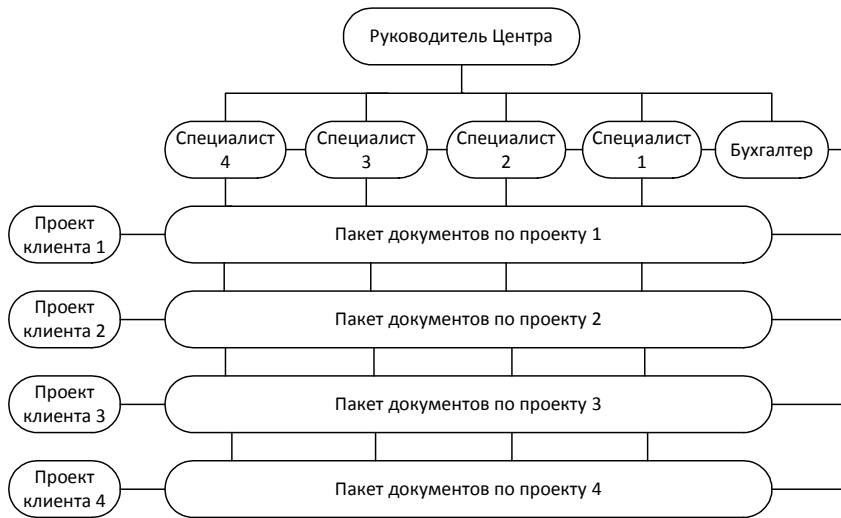 Руководитель Центра
Специалист
4
Специалист
3
Специалист
2
Специалист
1
Бухгалтер
Проект
клиента 1
Пакет документов по проекту 1
Проект
клиента 2
Пакет документов по проекту 2
Проект
клиента 3
Пакет документов по проекту 3
Проект
клиента 4
Пакет документов по проекту 4